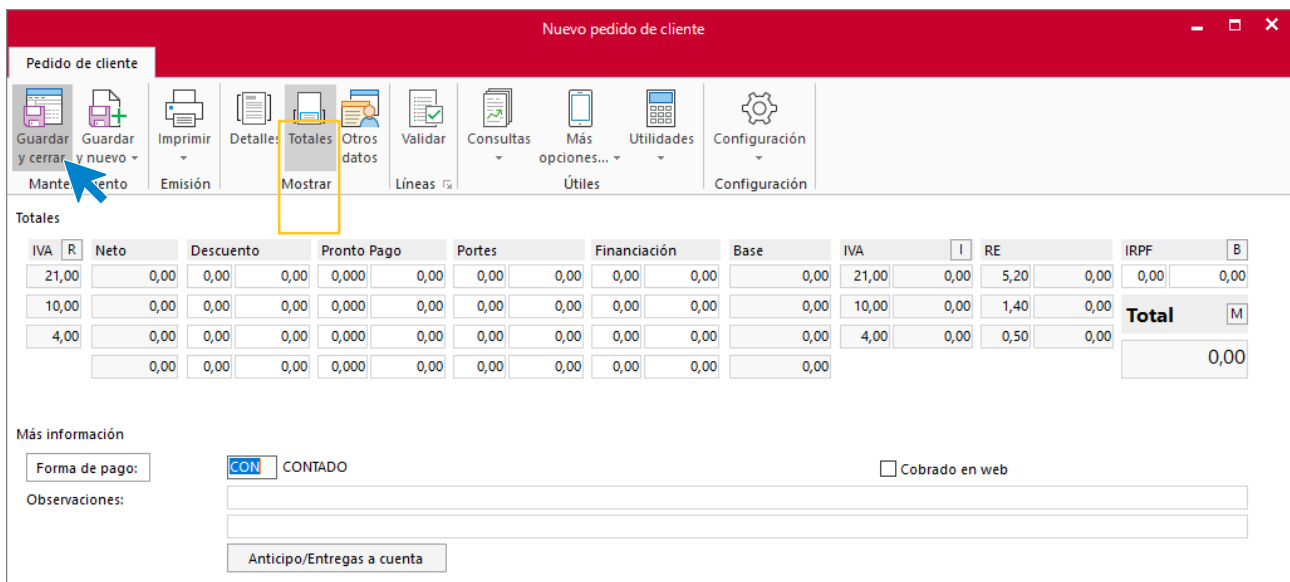 Nuevo pedido de cliente
Pedido de cliente
Guardar y cerrar
Guardar y nuevo
Imprimir
Detalles
Totales
Otros datos
Validar
Consultas
Más opciones...
Utilidades
Configuración
Emisión
Mostrar
Líneas
Útiles
Configuración
Totales
IVA R Neto Descuento Pronto Pago Portes Financiación Base IVA I RE IRPF B
21,00 0,00 0,00 0,00 0,000 0,00 0,00 0,00 0,00 0,00 0,00 21,00 0,00 5,20 0,00 0,00 0,00
10,00 0,00 0,00 0,00 0,000 0,00 0,00 0,00 0,00 0,00 0,00 10,00 0,00 1,40 0,00 Total M
4,00 0,00 0,00 0,00 0,000 0,00 0,00 0,00 0,00 0,00 0,00 4,00 0,00 0,50 0,00 0,00
0,00 0,00 0,00 0,000 0,00 0,00 0,00 0,00 0,00 0,00
Más información
Forma de pago: CON CONTADO Cobrado en web
Observaciones:
Anticipo/Entregas a cuenta